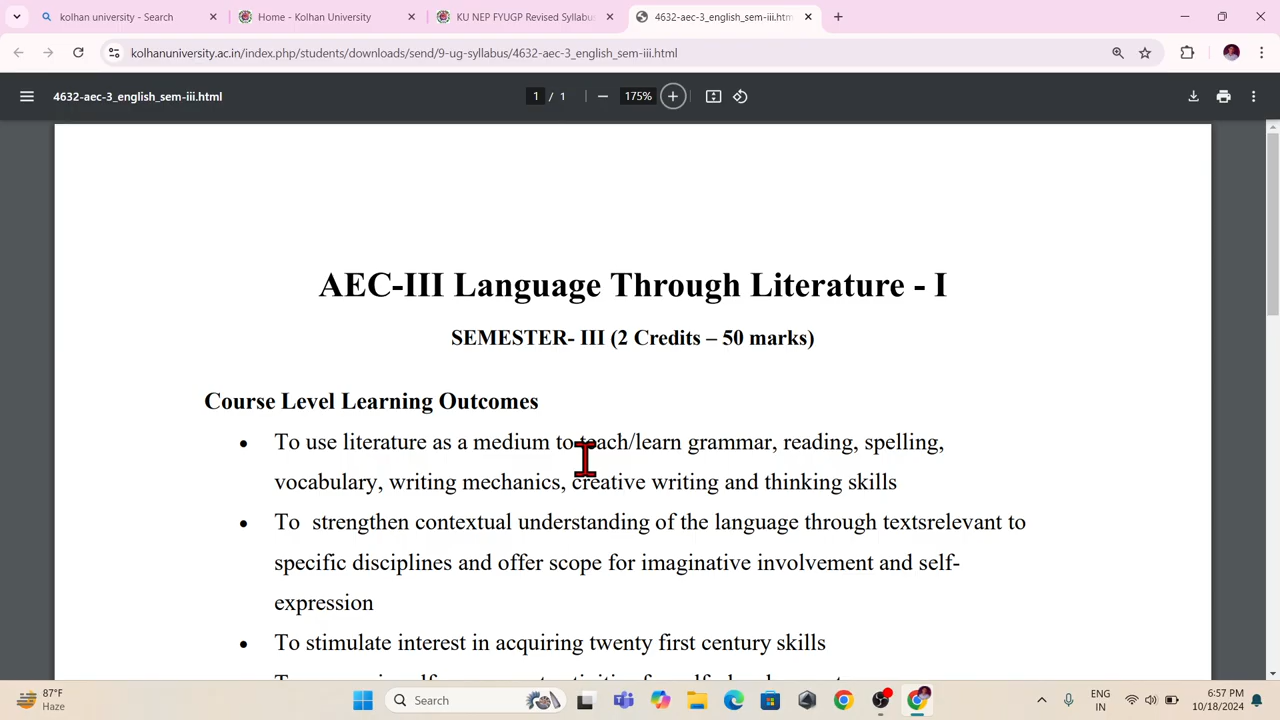 kolhan university - Search
Home - Kolhan University
KU NEP FYUGP Revised Syllabu
4632-aec-3_english_sem-iii.htm
kolhanuniversity.ac.in/index.php/students/downloads/send/9-ug-syllabus/4632-aec-3_english_sem-iii.html
4632-aec-3_english_sem-iii.html
1 / 1
175%
AEC-III Language Through Literature - I
SEMESTER- III (2 Credits – 50 marks)
Course Level Learning Outcomes
• To use literature as a medium to teach/learn grammar, reading, spelling,
vocabulary, writing mechanics, creative writing and thinking skills
• To strengthen contextual understanding of the language through textsrelevant to
specific disciplines and offer scope for imaginative involvement and self-
expression
• To stimulate interest in acquiring twenty first century skills
87°F
Haze
Search
ENG
IN
6:57 PM
10/18/2024